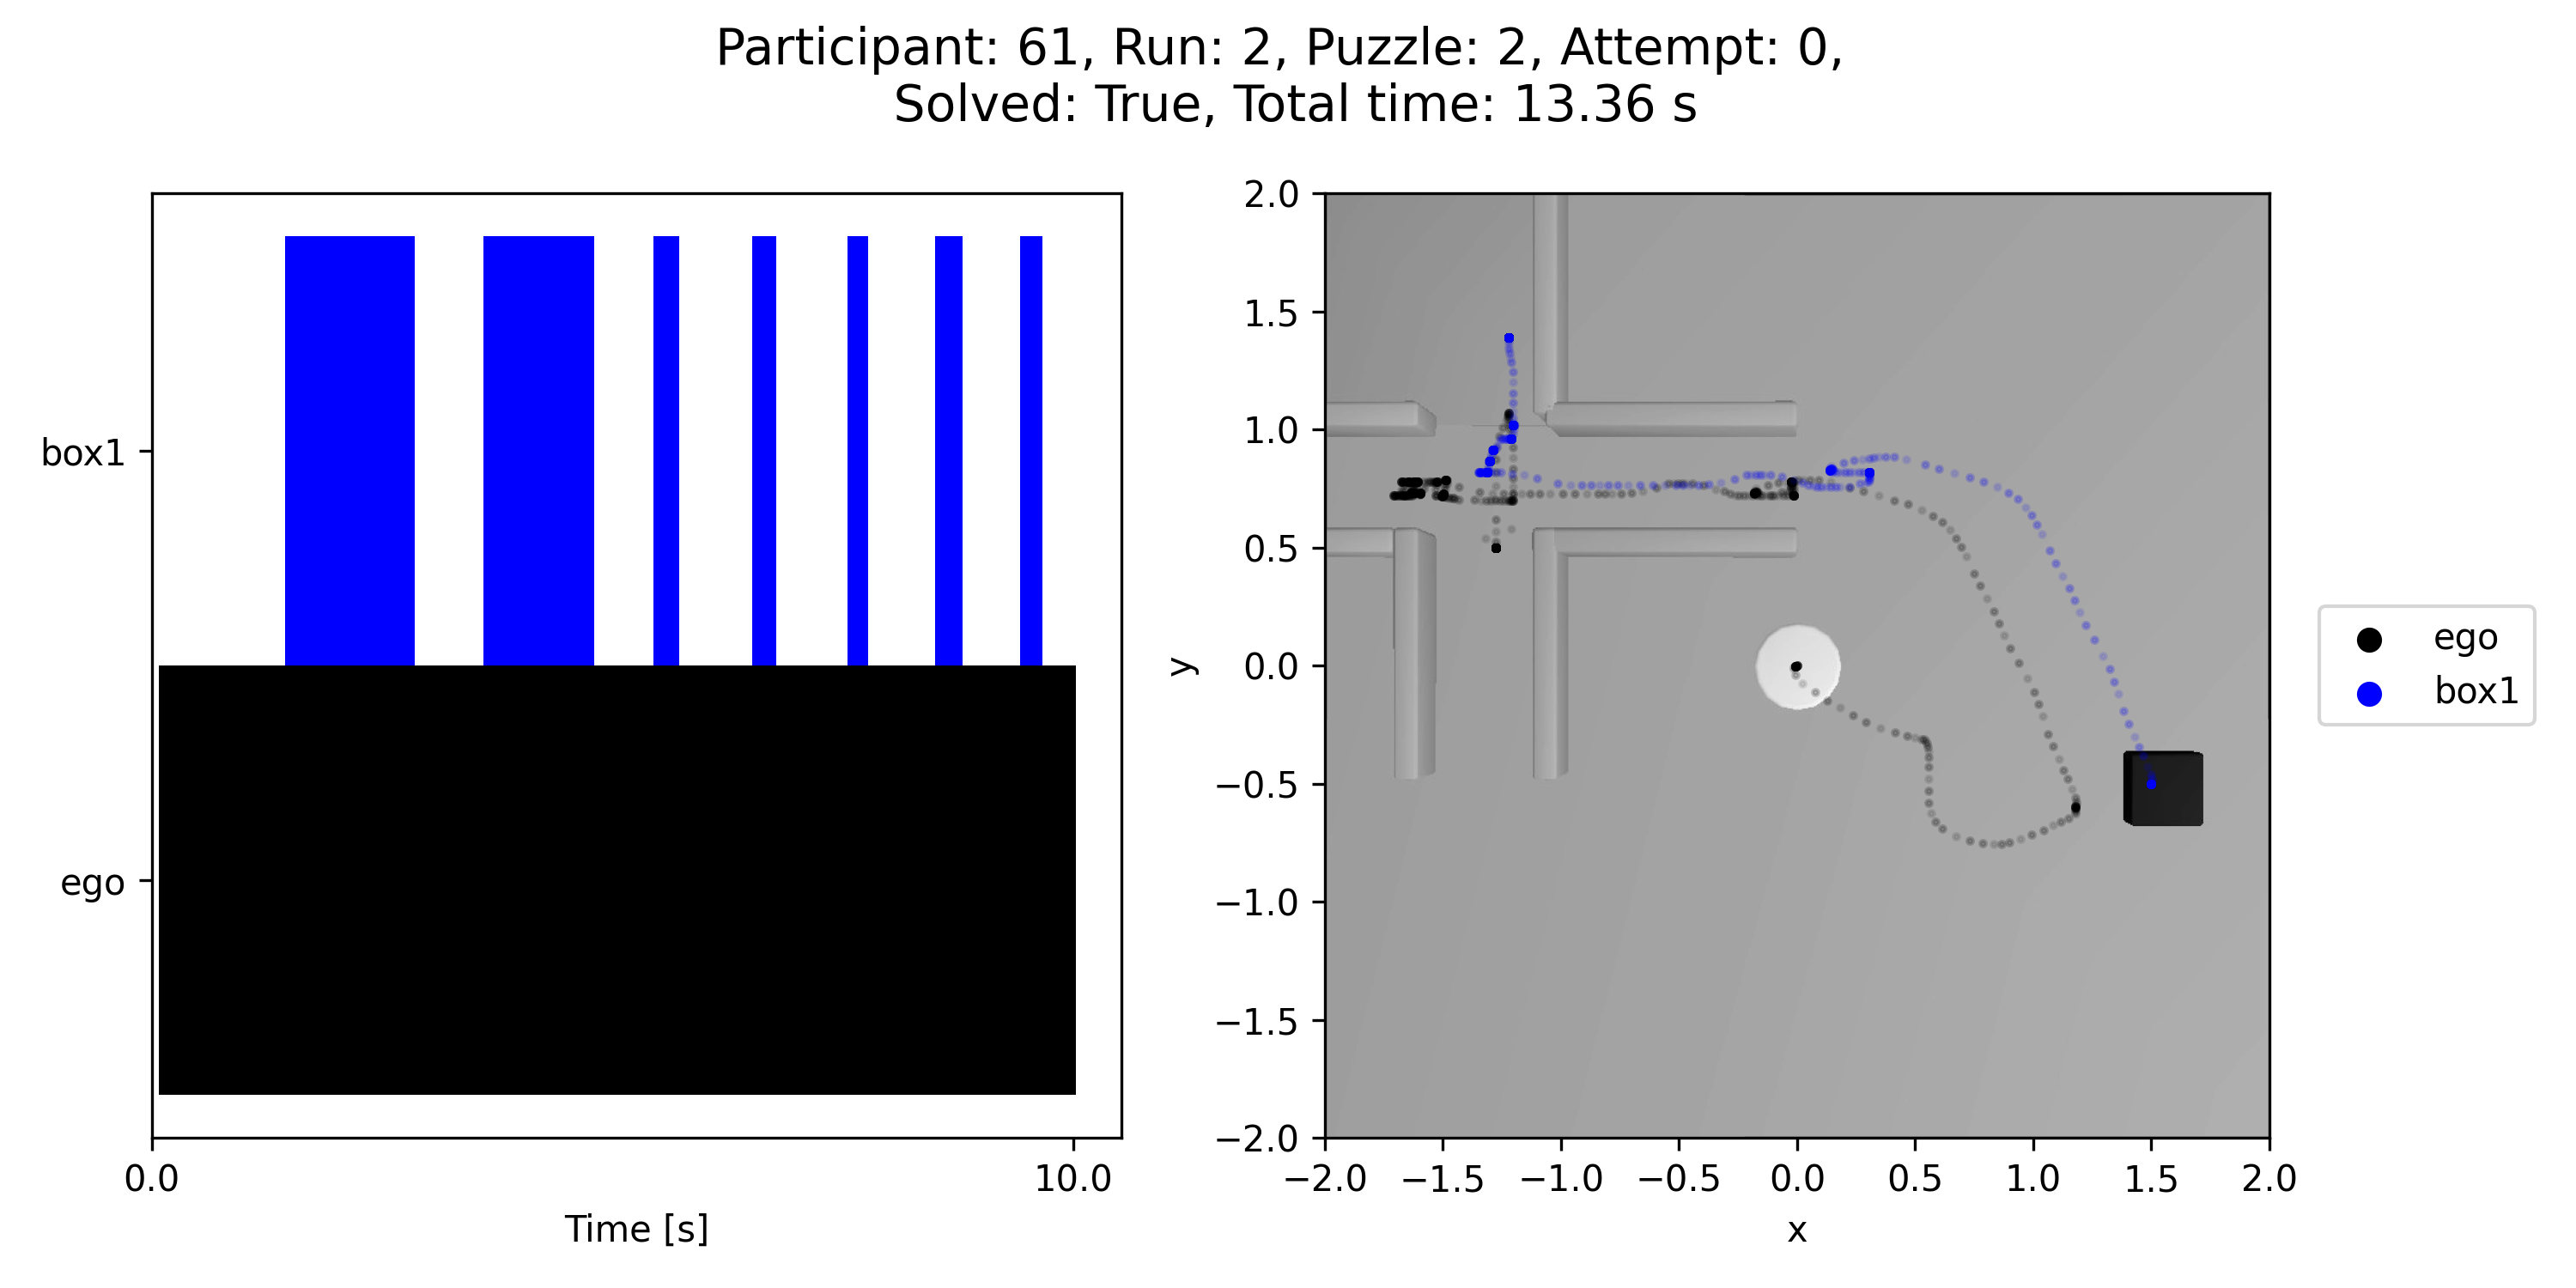 Participant: 61, Run: 2, Puzzle: 2, Attempt: 0,
Solved: True, Total time: 13.36 s
box1
ego
0.0
10.0
Time [s]
2.0
1.5
1.0
0.5
0.0
−0.5
−1.0
−1.5
−2.0
y
−2.0
−1.5
−1.0
−0.5
0.0
0.5
1.0
1.5
2.0
x
ego
box1